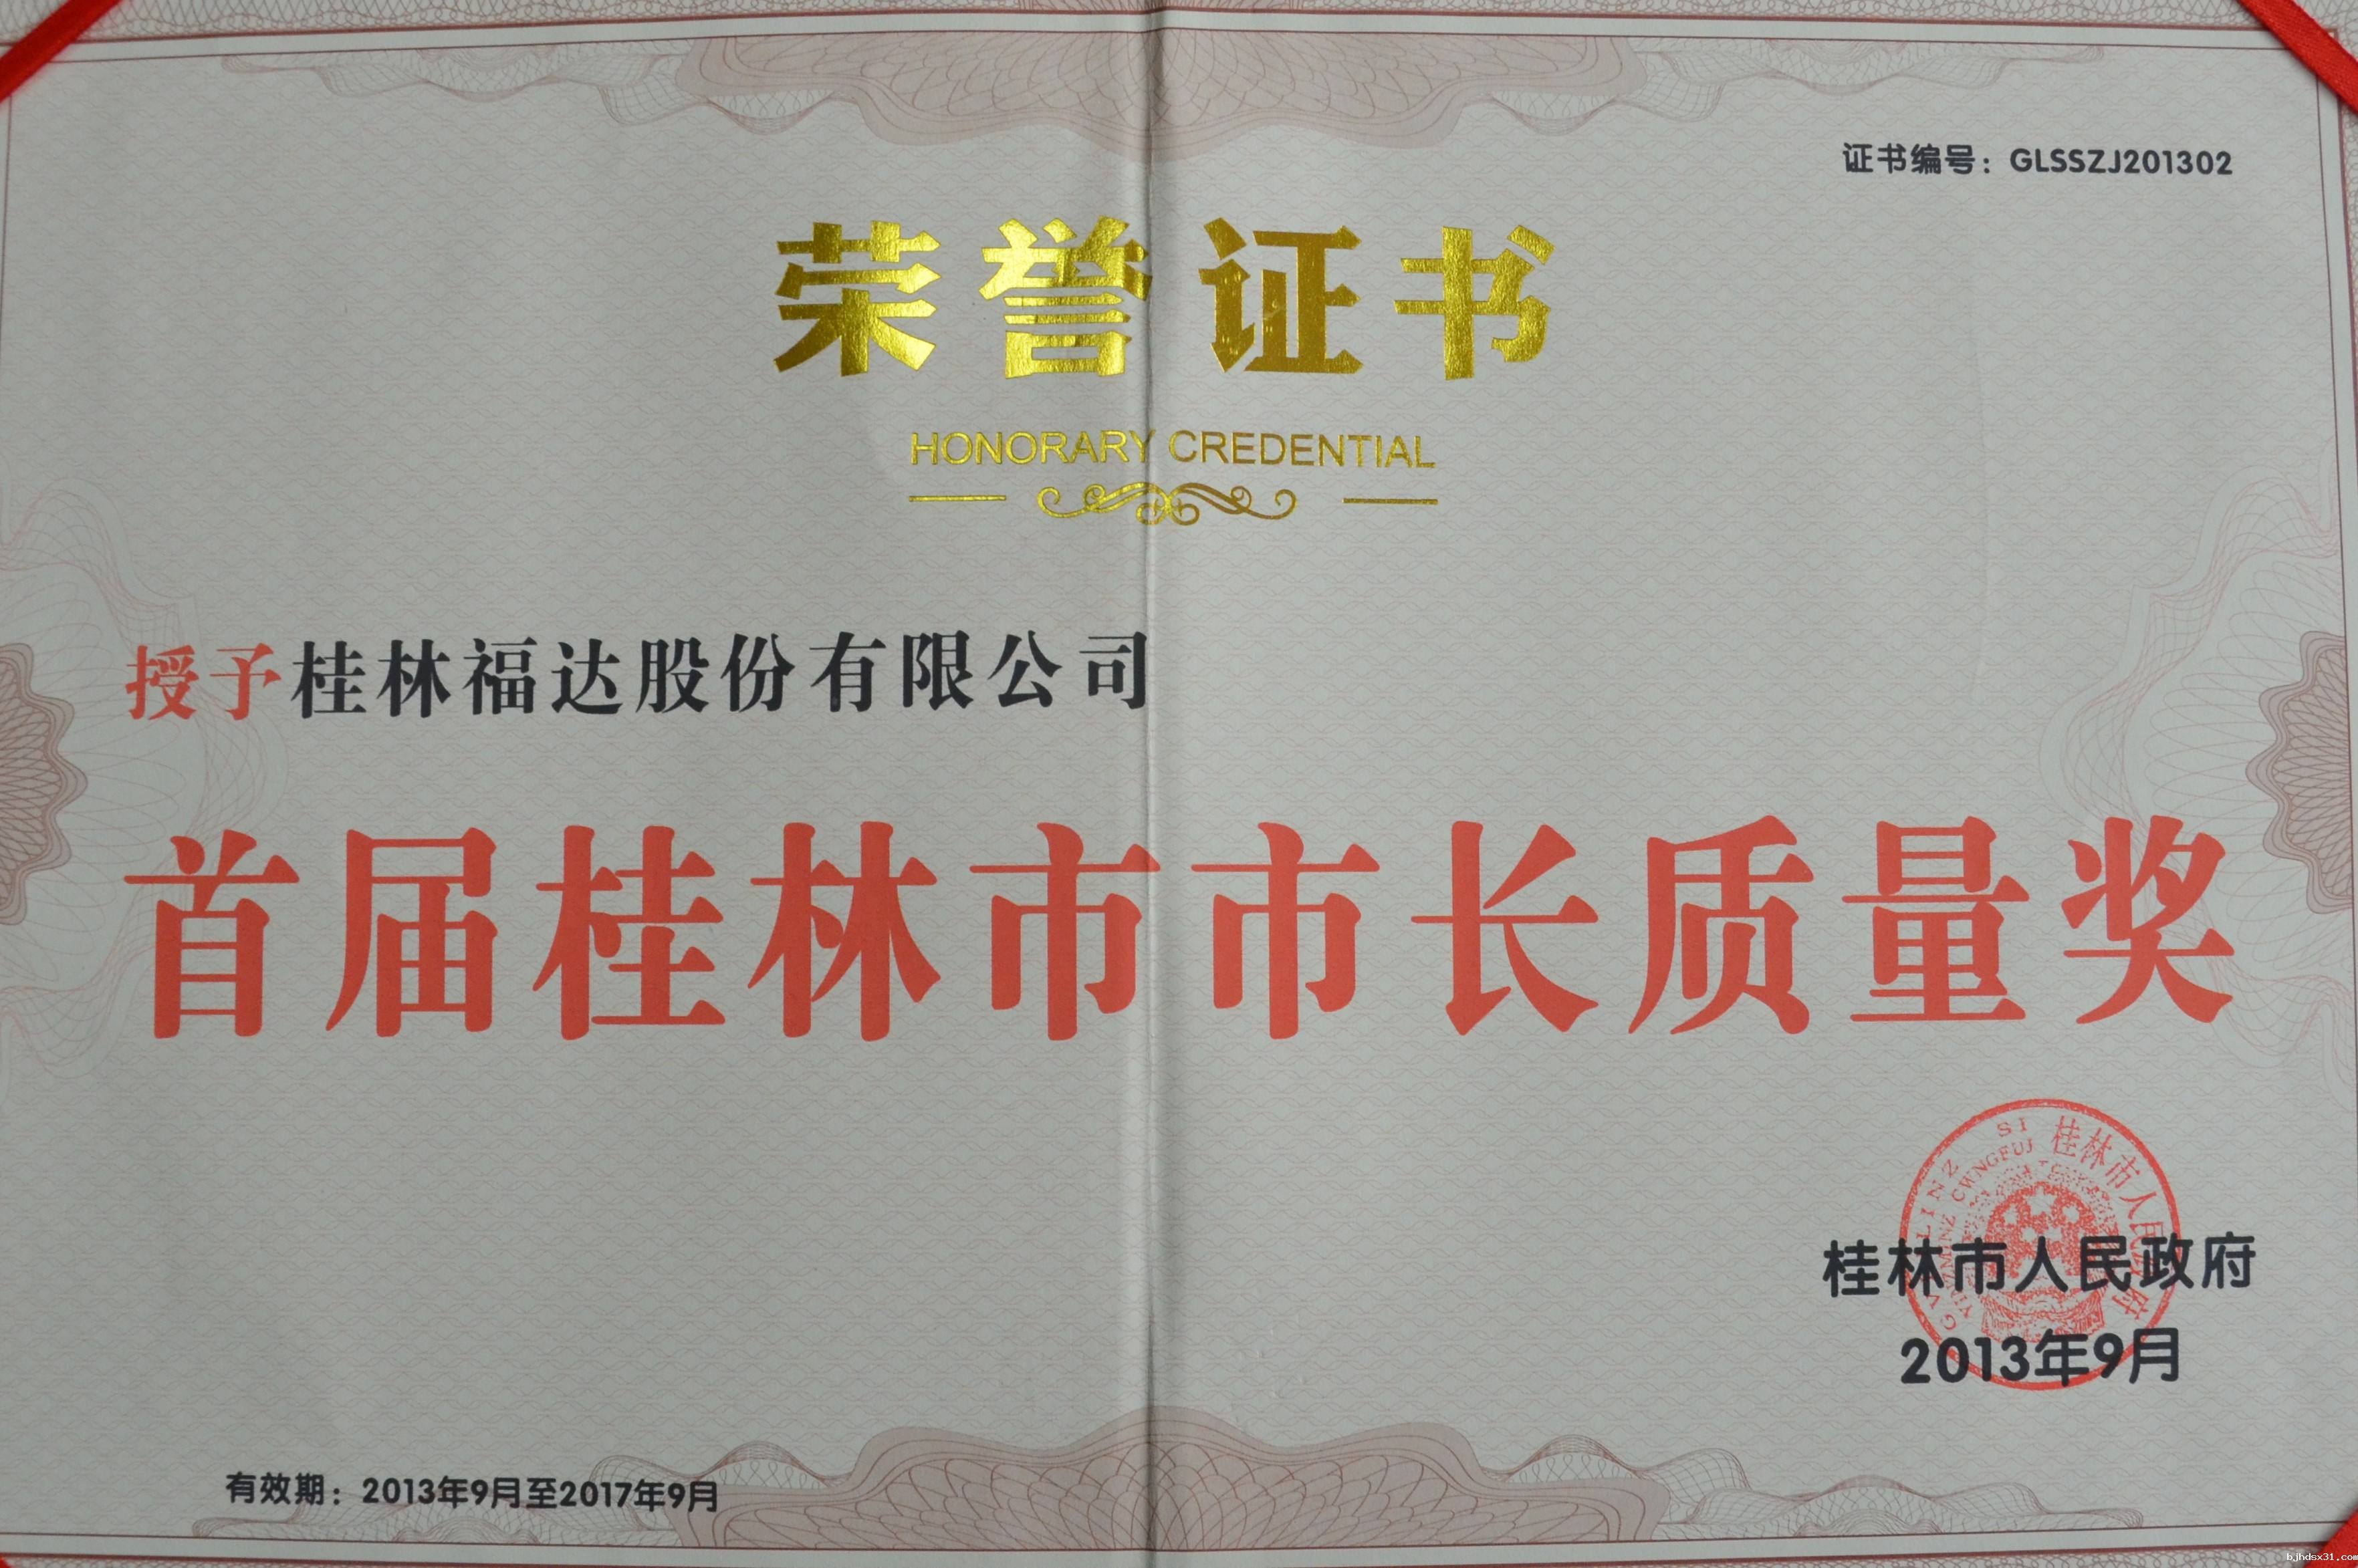 证书编号：GLSSZJ201302
荣誉证书
HONORARY CREDENTIAL
授予桂林福达股份有限公司
首届桂林市市长质量奖
桂林市人民政府
2013年9月
有效期：2013年9月至2017年9月
bjhdsx31.com